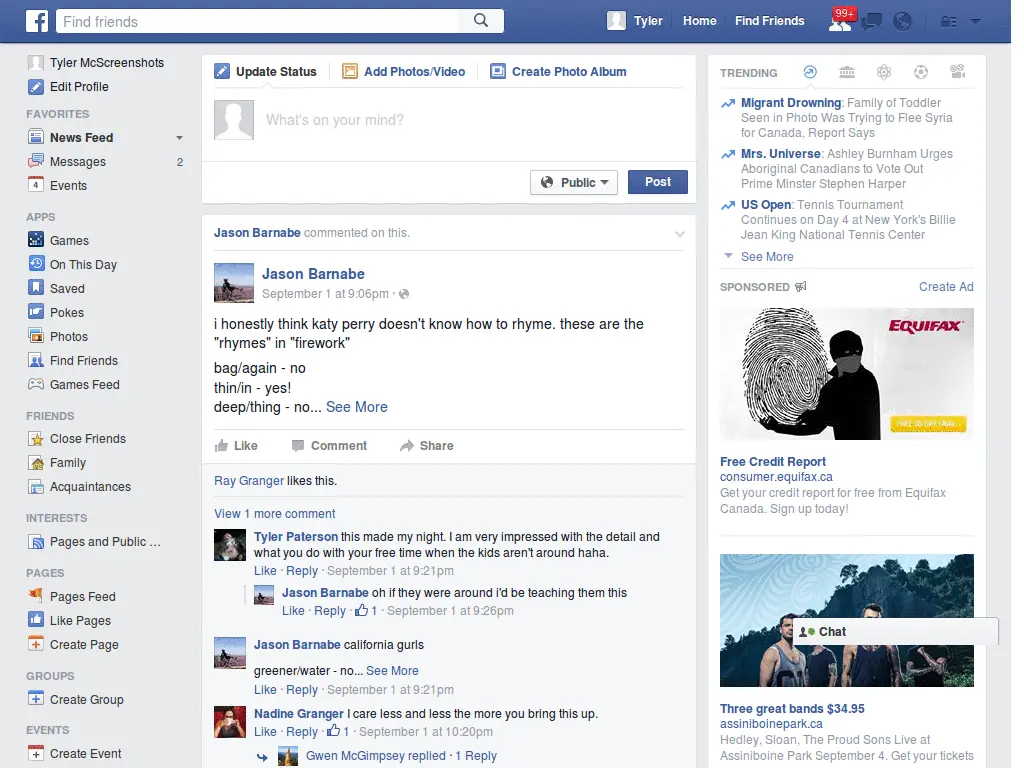 Find friends
Tyler
Home
Find Friends
99+
Tyler McScreenshots
Edit Profile
FAVORITES
News Feed
Messages 2
4 Events
APPS
Games
On This Day
Saved
Pokes
Photos
Find Friends
Games Feed
FRIENDS
Close Friends
Family
Acquaintances
INTERESTS
Pages and Public ...
PAGES
Pages Feed
Like Pages
Create Page
GROUPS
Create Group
EVENTS
Create Event
Update Status
Add Photos/Video
Create Photo Album
What's on your mind?
Public
Post
Jason Barnabe commented on this.
Jason Barnabe
September 1 at 9:06pm ·
i honestly think katy perry doesn't know how to rhyme. these are the
"rhymes" in "firework"
bag/again - no
thin/in - yes!
deep/thing - no... See More
Like Comment Share
Ray Granger likes this.
View 1 more comment
Tyler Paterson this made my night. I am very impressed with the detail and
what you do with your free time when the kids aren't around haha.
Like · Reply · September 1 at 9:21pm
Jason Barnabe oh if they were around i'd be teaching them this
Like · Reply · 1 · September 1 at 9:26pm
Jason Barnabe california gurls
greener/water - no... See More
Like · Reply · September 1 at 9:21pm
Nadine Granger I care less and less the more you bring this up.
Like · Reply · 1 · September 1 at 10:20pm
Gwen McGimpsey replied · 1 Reply
TRENDING
Migrant Drowning: Family of Toddler
Seen in Photo Was Trying to Flee Syria
for Canada, Report Says
Mrs. Universe: Ashley Burnham Urges
Aboriginal Canadians to Vote Out
Prime Minster Stephen Harper
US Open: Tennis Tournament
Continues on Day 4 at New York's Billie
Jean King National Tennis Center
See More
SPONSORED
Create Ad
EQUIFAX
Free Credit Report
consumer.equifax.ca
Get your credit report for free from Equifax
Canada. Sign up today!
Chat
Three great bands $34.95
assiniboinepark.ca
Hedley, Sloan, The Proud Sons Live at
Assiniboine Park September 4. Get your tickets